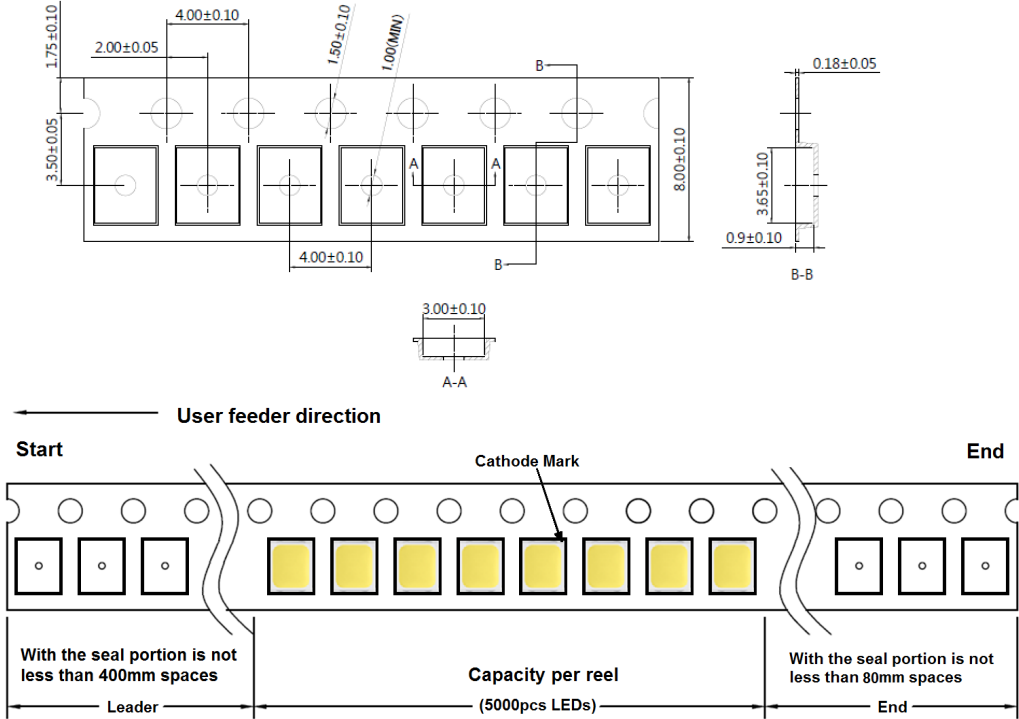 4.00±0.10
1.75±0.10
2.00±0.05
1.50±0.10
1.00(MIN)
B
0.18±0.05
3.50±0.05
A
A
8.00±0.10
3.65±0.10
4.00±0.10
B
0.9±0.10
B-B
3.00±0.10
A-A
User feeder direction
Start
End
Cathode Mark
With the seal portion is not
less than 400mm spaces
Capacity per reel
With the seal portion is not
less than 80mm spaces
Leader
(5000pcs LEDs)
End